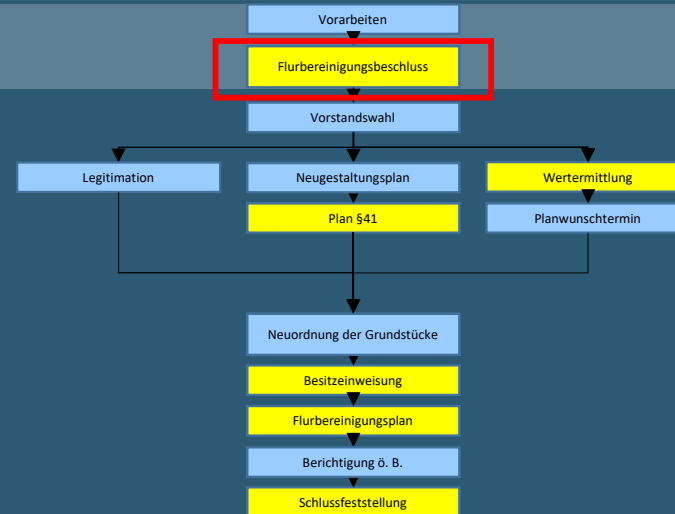 Vorarbeiten
Flurbereinigungsbeschluss
Vorstandswahl
Legitimation
Neugestaltungsplan
Wertermittlung
Plan §41
Planwunschtermin
Neuordnung der Grundstücke
Besitzeinweisung
Flurbereinigungsplan
Berichtigung ö. B.
Schlussfeststellung